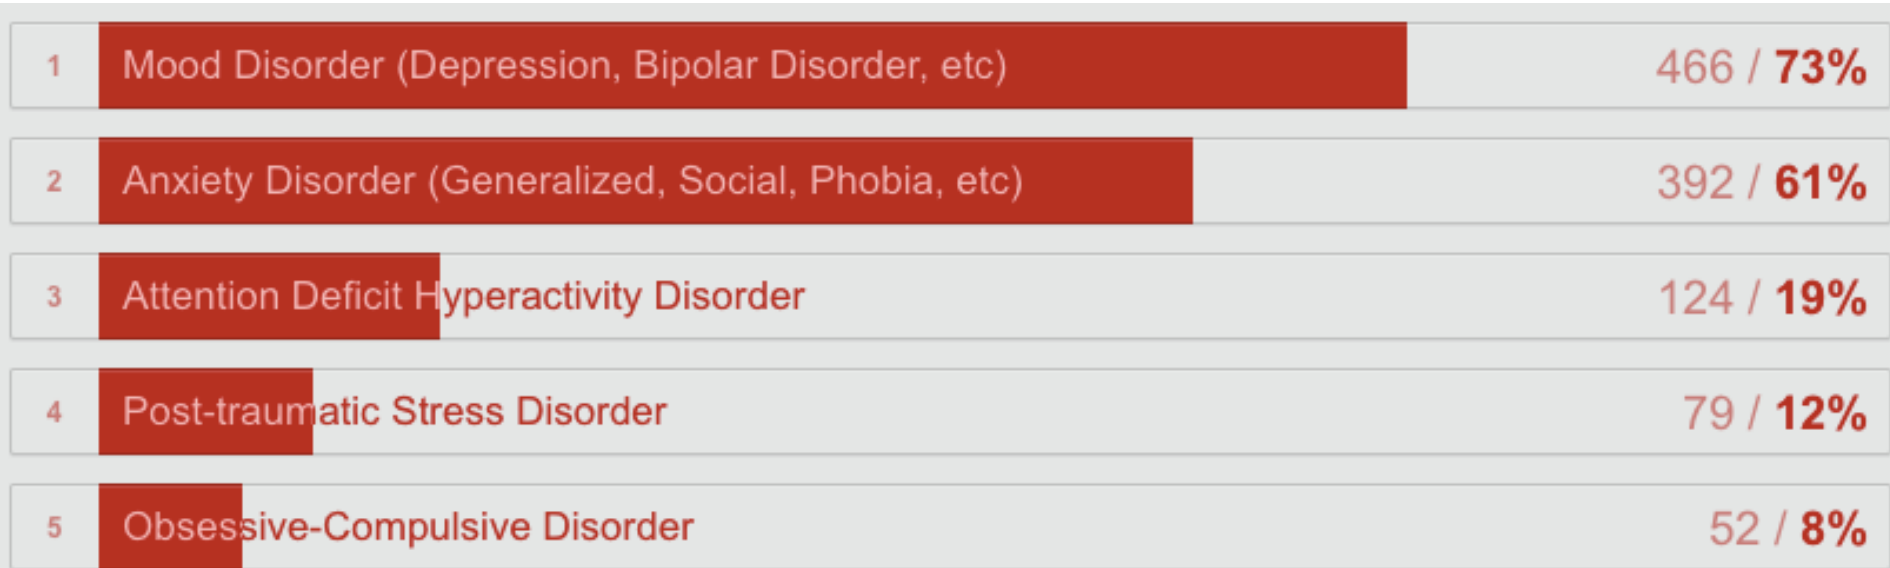 1 Mood Disorder (Depression, Bipolar Disorder, etc) 466 / 73%
2 Anxiety Disorder (Generalized, Social, Phobia, etc) 392 / 61%
3 Attention Deficit Hyperactivity Disorder 124 / 19%
4 Post-traumatic Stress Disorder 79 / 12%
5 Obsessive-Compulsive Disorder 52 / 8%